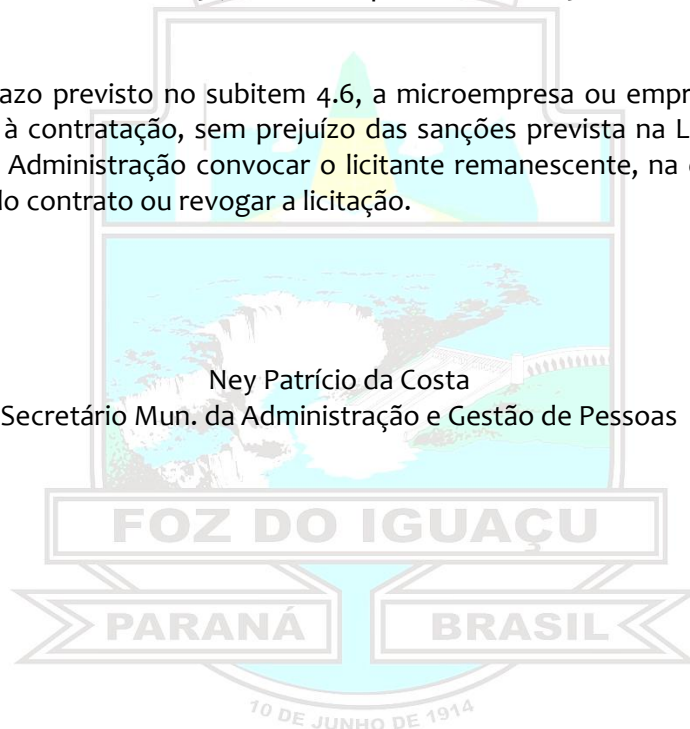 azo previsto no subitem 4.6, a microempresa ou empr
à contratação, sem prejuízo das sanções prevista na L
Administração convocar o licitante remanescente, na
lo contrato ou revogar a licitação.
Ney Patrício da Costa
Secretário Mun. da Administração e Gestão de Pessoas
FOZ DO IGUAÇU
PARANÁ BRASIL
10 DE JUNHO DE 1914